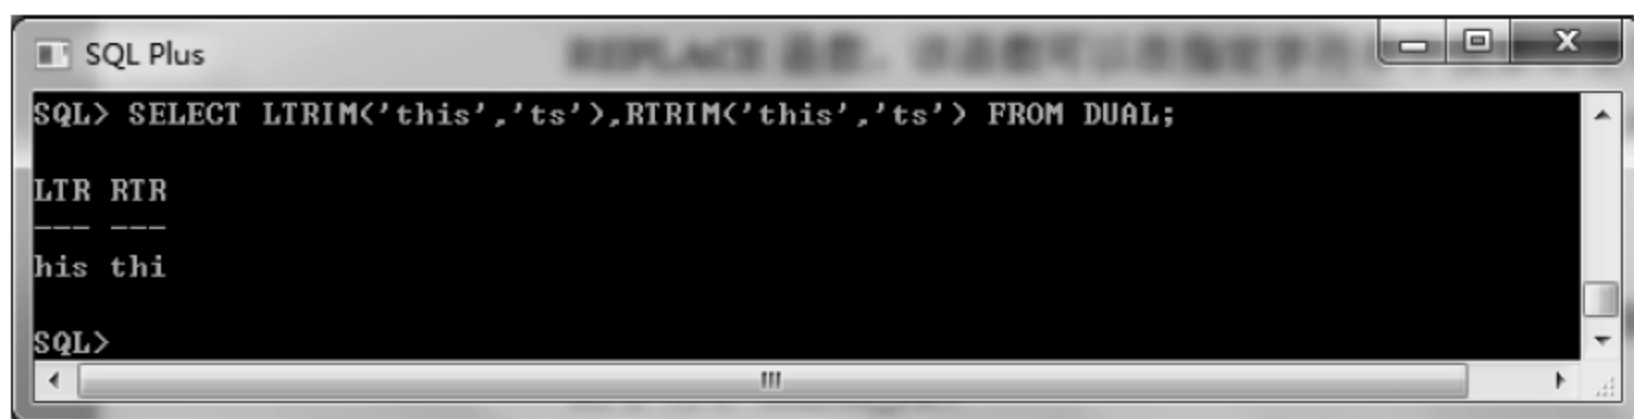 SQL Plus
SQL> SELECT LTRIM('this','ts'),RTRIM('this','ts') FROM DUAL;
LTR RTR
--- ---
his thi
SQL>